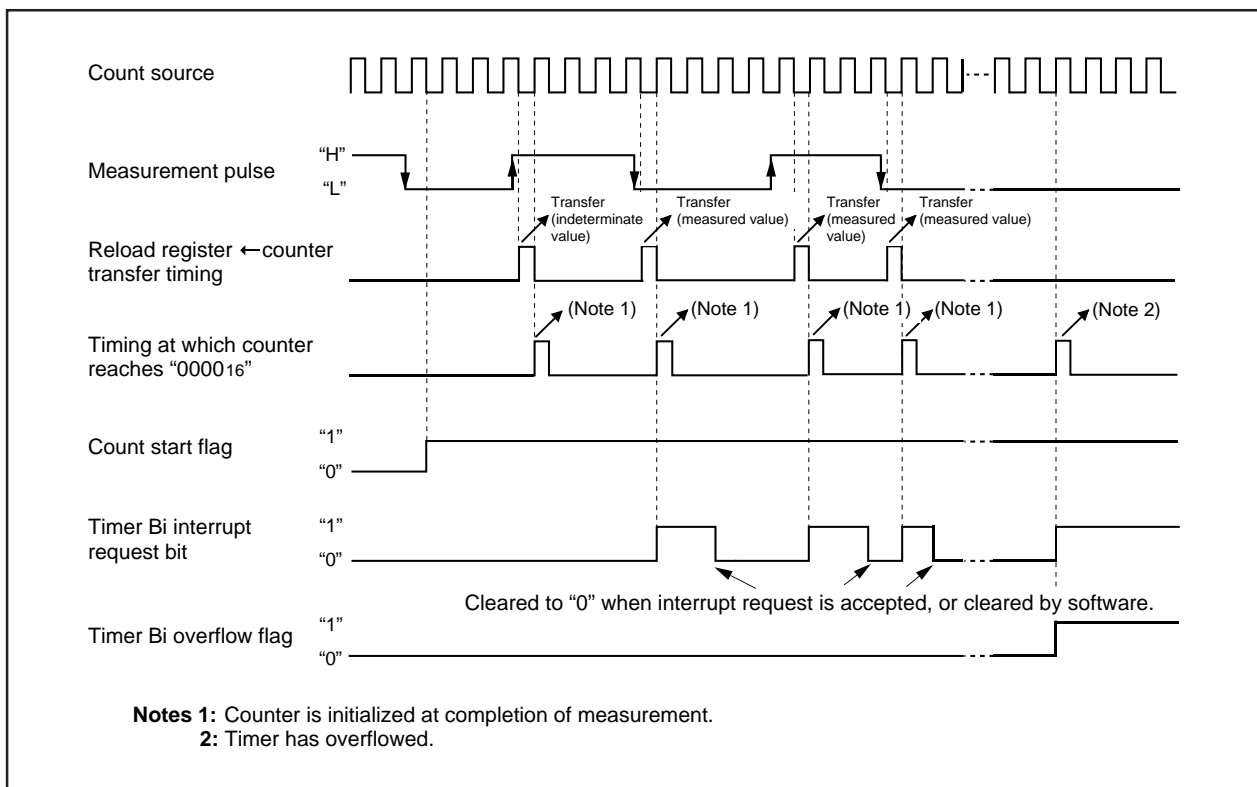 Count source
Measurement pulse
“H”
“L”
Transfer
(indeterminate
value)
Transfer
(measured value)
Transfer
(measured
value)
Transfer
(measured value)
Reload register ←counter
transfer timing
(Note 1)
(Note 1)
(Note 1)
(Note 1)
(Note 2)
Timing at which counter
reaches “000016”
Count start flag
“1”
“0”
Timer Bi interrupt
request bit
“1”
“0”
Cleared to “0” when interrupt request is accepted, or cleared by software.
Timer Bi overflow flag
“1”
“0”
Notes 1: Counter is initialized at completion of measurement.
2: Timer has overflowed.